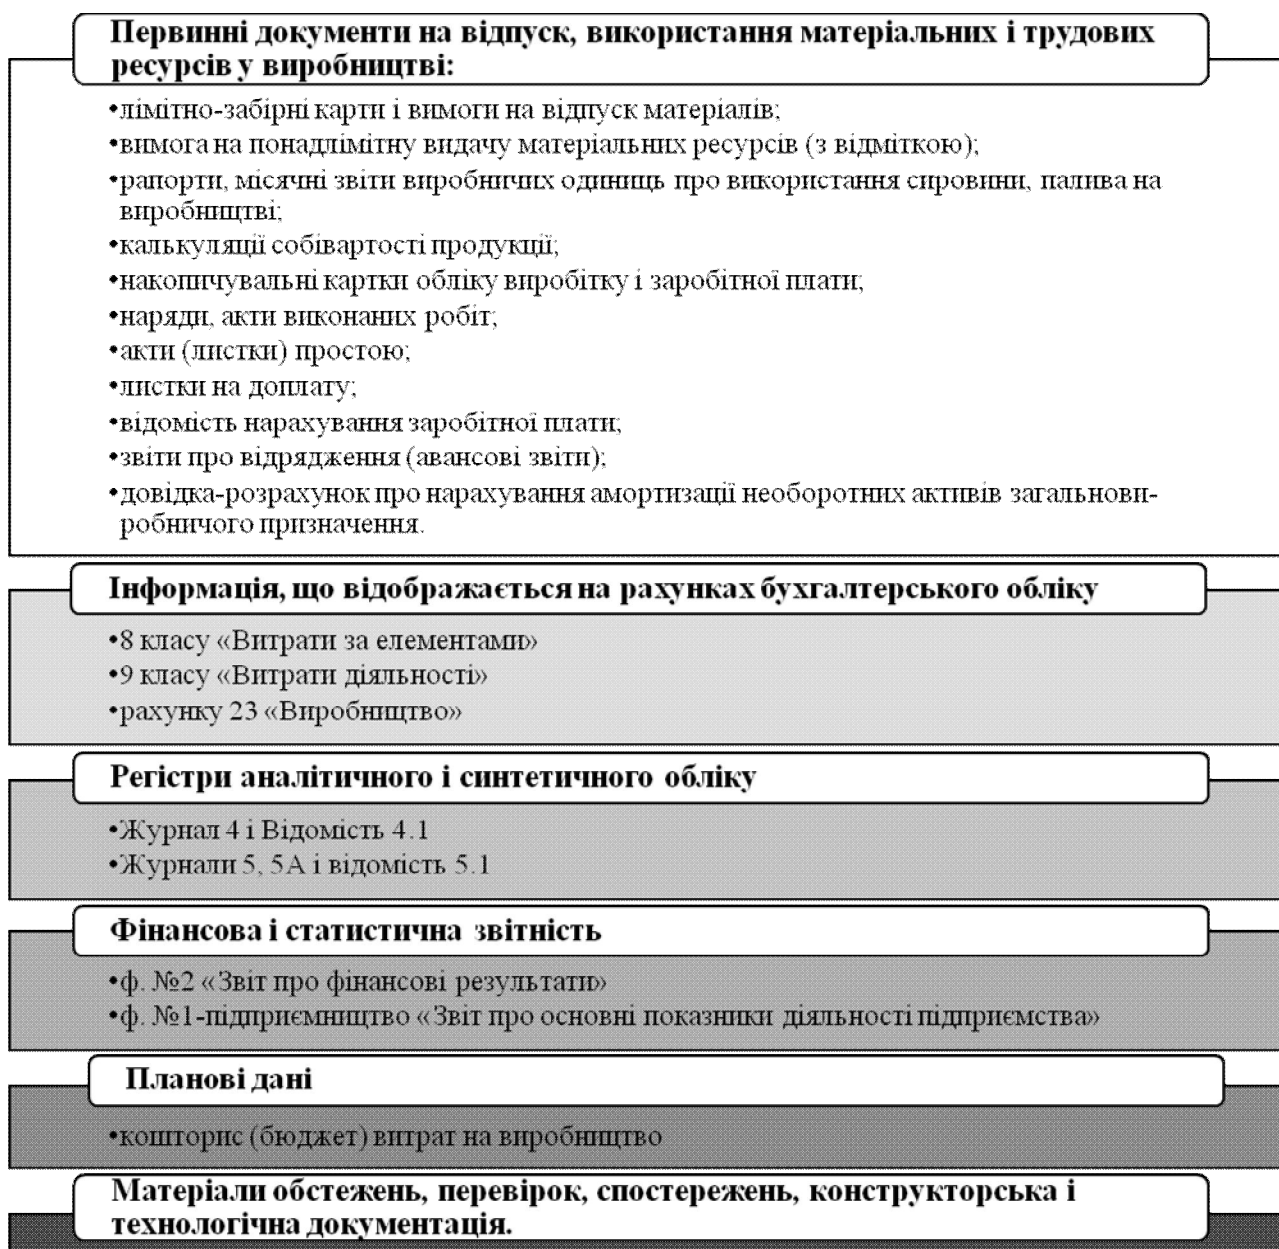 Первинні документи на відпуск, використання матеріальних і трудових
ресурсів у виробництві:
•лімітно-забірні карти і вимоги на відпуск матеріалів;
•вимога на понадлімітну видачу матеріальних ресурсів (з відміткою);
•рапорти, місячні звіти виробничих одиниць про використання сировини, палива на
виробництві;
•калькуляції собівартості продукції;
•накопичувальні картки обліку виробітку і заробітної плати;
•наряди, акти виконаних робіт;
•акти (листки) простою;
•листки на доплату;
•відомість нарахування заробітної плати;
•звіти про відрядження (авансові звіти);
•довідка-розрахунок про нарахування амортизації необоротних активів загальнови-
робничого призначення.
Інформація, що відображається на рахунках бухгалтерського обліку
•8 класу «Витрати за елементами»
•9 класу «Витрати діяльності»
•рахунку 23 «Виробництво»
Регістри аналітичного і синтетичного обліку
•Журнал 4 і Відомість 4.1
•Журнали 5, 5А і відомість 5.1
Фінансова і статистична звітність
•ф. №2 «Звіт про фінансові результати»
•ф. №1-підприємництво «Звіт про основні показники діяльності підприємства»
Планові дані
•кошторис (бюджет) витрат на виробництво
Матеріали обстежень, перевірок, спостережень, конструкторська і
технологічна документація.